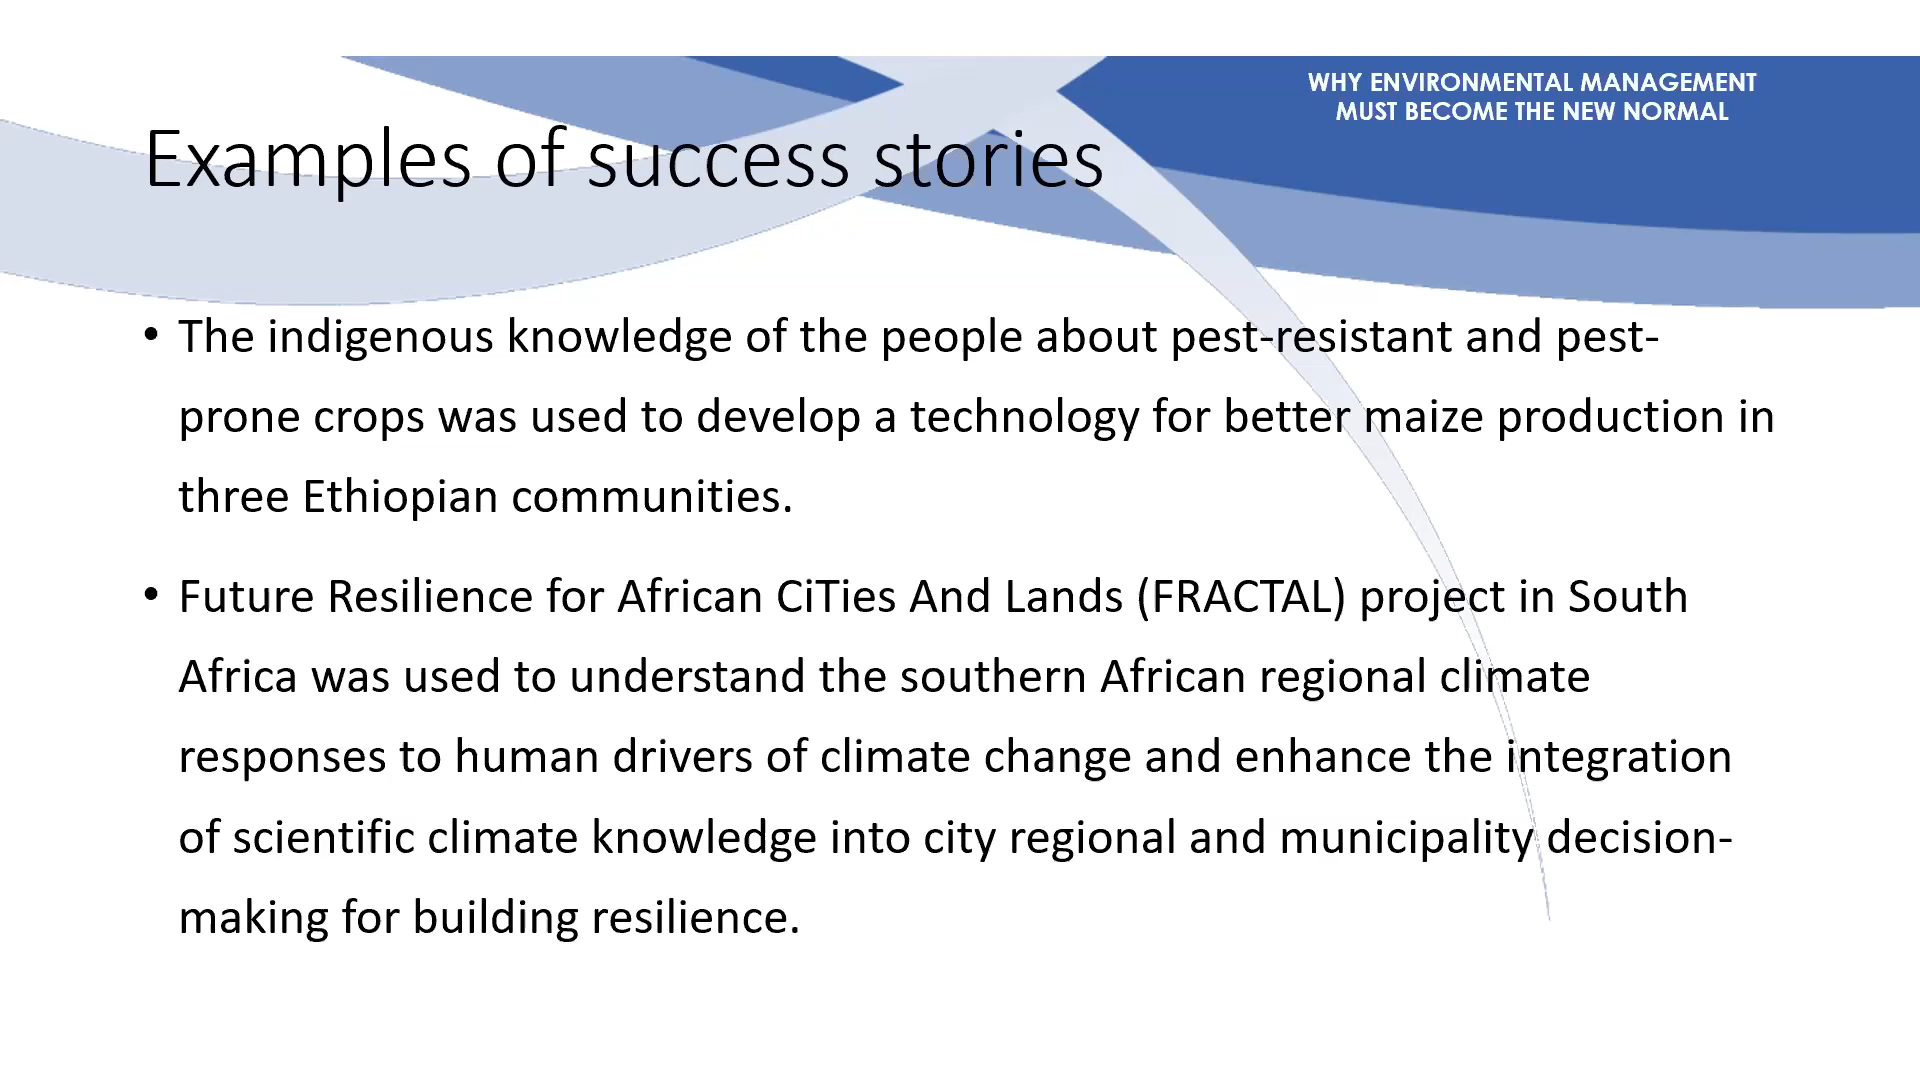 WHY ENVIRONMENTAL MANAGEMENT
MUST BECOME THE NEW NORMAL
Examples of success stories
• The indigenous knowledge of the people about pest-resistant and pest-
prone crops was used to develop a technology for better maize production in
three Ethiopian communities.
• Future Resilience for African CiTies And Lands (FRACTAL) project in South
Africa was used to understand the southern African regional climate
responses to human drivers of climate change and enhance the integration
of scientific climate knowledge into city regional and municipality decision-
making for building resilience.